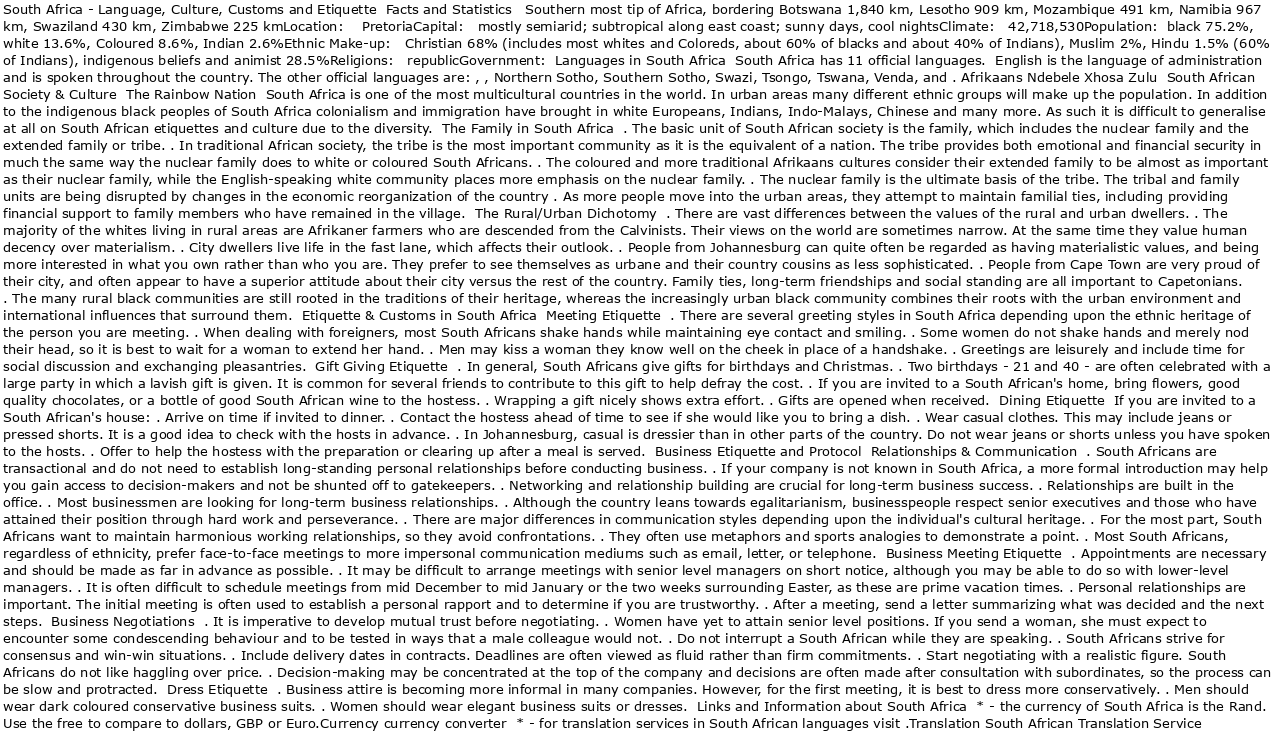 South Africa - Language, Culture, Customs and Etiquette  Facts and Statistics   Southern most tip of Africa, bordering Botswana 1,840 km, Lesotho 909 km, Mozambique 491 km, Namibia 967
km, Swaziland 430 km, Zimbabwe 225 kmLocation:    PretoriaCapital:   mostly semiarid; subtropical along east coast; sunny days, cool nightsClimate:   42,718,530Population:  black 75.2%,
white 13.6%, Coloured 8.6%, Indian 2.6%Ethnic Make-up:   Christian 68% (includes most whites and Coloreds, about 60% of blacks and about 40% of Indians), Muslim 2%, Hindu 1.5% (60%
of Indians), indigenous beliefs and animist 28.5%Religions:   republicGovernment:  Languages in South Africa  South Africa has 11 official languages.  English is the language of administration
and is spoken throughout the country. The other official languages are: , , Northern Sotho, Southern Sotho, Swazi, Tsongo, Tswana, Venda, and . Afrikaans Ndebele Xhosa Zulu  South African
Society & Culture  The Rainbow Nation  South Africa is one of the most multicultural countries in the world. In urban areas many different ethnic groups will make up the population. In addition
to the indigenous black peoples of South Africa colonialism and immigration have brought in white Europeans, Indians, Indo-Malays, Chinese and many more. As such it is difficult to generalise
at all on South African etiquettes and culture due to the diversity.  The Family in South Africa  . The basic unit of South African society is the family, which includes the nuclear family and the
extended family or tribe. . In traditional African society, the tribe is the most important community as it is the equivalent of a nation. The tribe provides both emotional and financial security in
much the same way the nuclear family does to white or coloured South Africans. . The coloured and more traditional Afrikaans cultures consider their extended family to be almost as important
as their nuclear family, while the English-speaking white community places more emphasis on the nuclear family. . The nuclear family is the ultimate basis of the tribe. The tribal and family
units are being disrupted by changes in the economic reorganization of the country . As more people move into the urban areas, they attempt to maintain familial ties, including providing
financial support to family members who have remained in the village.  The Rural/Urban Dichotomy  . There are vast differences between the values of the rural and urban dwellers. . The
majority of the whites living in rural areas are Afrikaner farmers who are descended from the Calvinists. Their views on the world are sometimes narrow. At the same time they value human
decency over materialism. . City dwellers live life in the fast lane, which affects their outlook. . People from Johannesburg can quite often be regarded as having materialistic values, and being
more interested in what you own rather than who you are. They prefer to see themselves as urbane and their country cousins as less sophisticated. . People from Cape Town are very proud of
their city, and often appear to have a superior attitude about their city versus the rest of the country. Family ties, long-term friendships and social standing are all important to Capetonians.
. The many rural black communities are still rooted in the traditions of their heritage, whereas the increasingly urban black community combines their roots with the urban environment and
international influences that surround them.  Etiquette & Customs in South Africa  Meeting Etiquette  . There are several greeting styles in South Africa depending upon the ethnic heritage of
the person you are meeting. . When dealing with foreigners, most South Africans shake hands while maintaining eye contact and smiling. . Some women do not shake hands and merely nod
their head, so it is best to wait for a woman to extend her hand. . Men may kiss a woman they know well on the cheek in place of a handshake. . Greetings are leisurely and include time for
social discussion and exchanging pleasantries.  Gift Giving Etiquette  . In general, South Africans give gifts for birthdays and Christmas. . Two birthdays - 21 and 40 - are often celebrated with a
large party in which a lavish gift is given. It is common for several friends to contribute to this gift to help defray the cost. . If you are invited to a South African's home, bring flowers, good
quality chocolates, or a bottle of good South African wine to the hostess. . Wrapping a gift nicely shows extra effort. . Gifts are opened when received.  Dining Etiquette  If you are invited to a
South African's house: . Arrive on time if invited to dinner. . Contact the hostess ahead of time to see if she would like you to bring a dish. . Wear casual clothes. This may include jeans or
pressed shorts. It is a good idea to check with the hosts in advance. . In Johannesburg, casual is dressier than in other parts of the country. Do not wear jeans or shorts unless you have spoken
to the hosts. . Offer to help the hostess with the preparation or clearing up after a meal is served.  Business Etiquette and Protocol  Relationships & Communication  . South Africans are
transactional and do not need to establish long-standing personal relationships before conducting business. . If your company is not known in South Africa, a more formal introduction may help
you gain access to decision-makers and not be shunted off to gatekeepers. . Networking and relationship building are crucial for long-term business success. . Relationships are built in the
office. . Most businessmen are looking for long-term business relationships. . Although the country leans towards egalitarianism, businesspeople respect senior executives and those who have
attained their position through hard work and perseverance. . There are major differences in communication styles depending upon the individual's cultural heritage. . For the most part, South
Africans want to maintain harmonious working relationships, so they avoid confrontations. . They often use metaphors and sports analogies to demonstrate a point. . Most South Africans,
regardless of ethnicity, prefer face-to-face meetings to more impersonal communication mediums such as email, letter, or telephone.  Business Meeting Etiquette  . Appointments are necessary
and should be made as far in advance as possible. . It may be difficult to arrange meetings with senior level managers on short notice, although you may be able to do so with lower-level
managers. . It is often difficult to schedule meetings from mid December to mid January or the two weeks surrounding Easter, as these are prime vacation times. . Personal relationships are
important. The initial meeting is often used to establish a personal rapport and to determine if you are trustworthy. . After a meeting, send a letter summarizing what was decided and the next
steps.  Business Negotiations  . It is imperative to develop mutual trust before negotiating. . Women have yet to attain senior level positions. If you send a woman, she must expect to
encounter some condescending behaviour and to be tested in ways that a male colleague would not. . Do not interrupt a South African while they are speaking. . South Africans strive for
consensus and win-win situations. . Include delivery dates in contracts. Deadlines are often viewed as fluid rather than firm commitments. . Start negotiating with a realistic figure. South
Africans do not like haggling over price. . Decision-making may be concentrated at the top of the company and decisions are often made after consultation with subordinates, so the process can
be slow and protracted.  Dress Etiquette  . Business attire is becoming more informal in many companies. However, for the first meeting, it is best to dress more conservatively. . Men should
wear dark coloured conservative business suits. . Women should wear elegant business suits or dresses.  Links and Information about South Africa  * - the currency of South Africa is the Rand.
Use the free to compare to dollars, GBP or Euro.Currency currency converter  * - for translation services in South African languages visit .Translation South African Translation Service